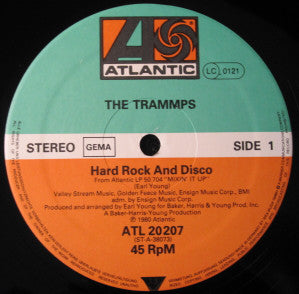 ATLANTIC
LC 0121
THE TRAMMPS
STEREO GEMA SIDE 1
Hard Rock And Disco
From Atlantic LP 50 704 "MIXIN' IT UP"
(Earl Young)
Valley Stream Music, Golden Fleece Music, Ensign Music Corp., BMI
adm. by Ensign Music Corp.
Produced and arranged by Earl Young for Baker, Harris & Young Prod. Inc.
A Baker-Harris-Young Production
℗ 1980 Atlantic
ATL 20207
(ST-A-38073)
45 RpM